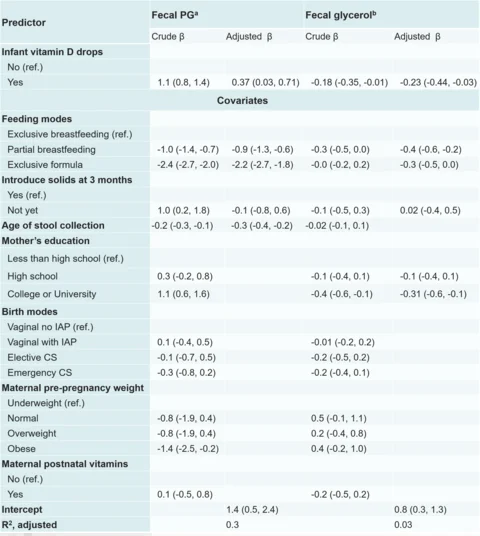 Predictor Fecal PGᵃ Fecal glycerolᵇ
Crude β Adjusted β Crude β Adjusted β
Infant vitamin D drops
No (ref.)
Yes 1.1 (0.8, 1.4) 0.37 (0.03, 0.71) -0.18 (-0.35, -0.01) -0.23 (-0.44, -0.03)
Covariates
Feeding modes
Exclusive breastfeeding (ref.)
Partial breastfeeding -1.0 (-1.4, -0.7) -0.9 (-1.3, -0.6) -0.3 (-0.5, 0.0) -0.4 (-0.6, -0.2)
Exclusive formula -2.4 (-2.7, -2.0) -2.2 (-2.7, -1.8) -0.0 (-0.2, 0.2) -0.3 (-0.5, 0.0)
Introduce solids at 3 months
Yes (ref.)
Not yet 1.0 (0.2, 1.8) -0.1 (-0.8, 0.6) -0.1 (-0.5, 0.3) 0.02 (-0.4, 0.5)
Age of stool collection -0.2 (-0.3, -0.1) -0.3 (-0.4, -0.2) -0.02 (-0.1, 0.1)
Mother's education
Less than high school (ref.)
High school 0.3 (-0.2, 0.8) -0.1 (-0.4, 0.1) -0.1 (-0.4, 0.1)
College or University 1.1 (0.6, 1.6) -0.4 (-0.6, -0.1) -0.31 (-0.6, -0.1)
Birth modes
Vaginal no IAP (ref.)
Vaginal with IAP 0.1 (-0.4, 0.5) -0.01 (-0.2, 0.2)
Elective CS -0.1 (-0.7, 0.5) -0.2 (-0.5, 0.2)
Emergency CS -0.3 (-0.8, 0.2) -0.2 (-0.4, 0.1)
Maternal pre-pregnancy weight
Underweight (ref.)
Normal -0.8 (-1.9, 0.4) 0.5 (-0.1, 1.1)
Overweight -0.8 (-1.9, 0.4) 0.2 (-0.4, 0.8)
Obese -1.4 (-2.5, -0.2) 0.4 (-0.2, 1.0)
Maternal postnatal vitamins
No (ref.)
Yes 0.1 (-0.5, 0.8) -0.2 (-0.5, 0.2)
Intercept 1.4 (0.5, 2.4) 0.8 (0.3, 1.3)
R², adjusted 0.3 0.03